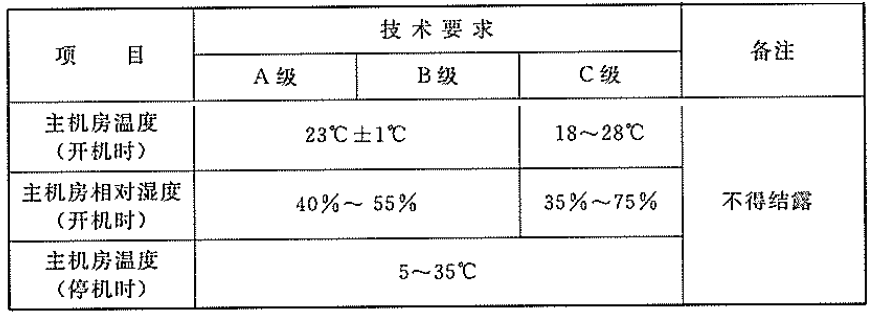 项 目
技术要求
备注
A级
B级
C级
主机房温度
(开机时)
23℃±1℃
18～28℃
不得结露
主机房相对湿度
(开机时)
40%～55%
35%～75%
主机房温度
(停机时)
5～35℃